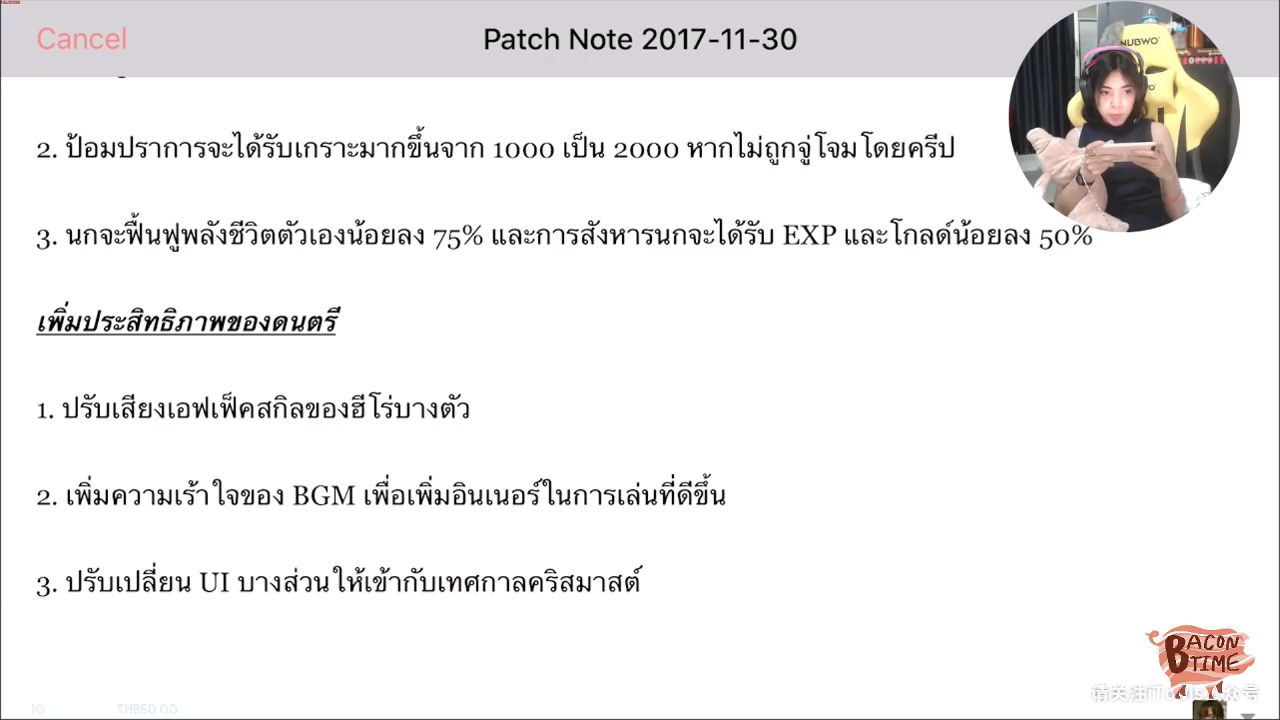 Cancel
Patch Note 2017-11-30
NUBWO
2. ป้อมปราการจะได้รับเกราะมากขึ้นจาก 1000 เป็น 2000 หากไม่ถูกจู่โจมโดยครีป
3. นกจะฟื้นฟูพลังชีวิตตัวเองน้อยลง 75% และการสังหารนกจะได้รับ EXP และโกลด์น้อยลง 50%
เพิ่มประสิทธิภาพของดนตรี
1. ปรับเสียงเอฟเฟ็คสกิลของฮีโร่บางตัว
2. เพิ่มความเร้าใจของ BGM เพื่อเพิ่มอินเนอร์ในการเล่นที่ดีขึ้น
3. ปรับเปลี่ยน UI บางส่วนให้เข้ากับเทศกาลคริสมาสต์
BACON
TIME
请关注iTools